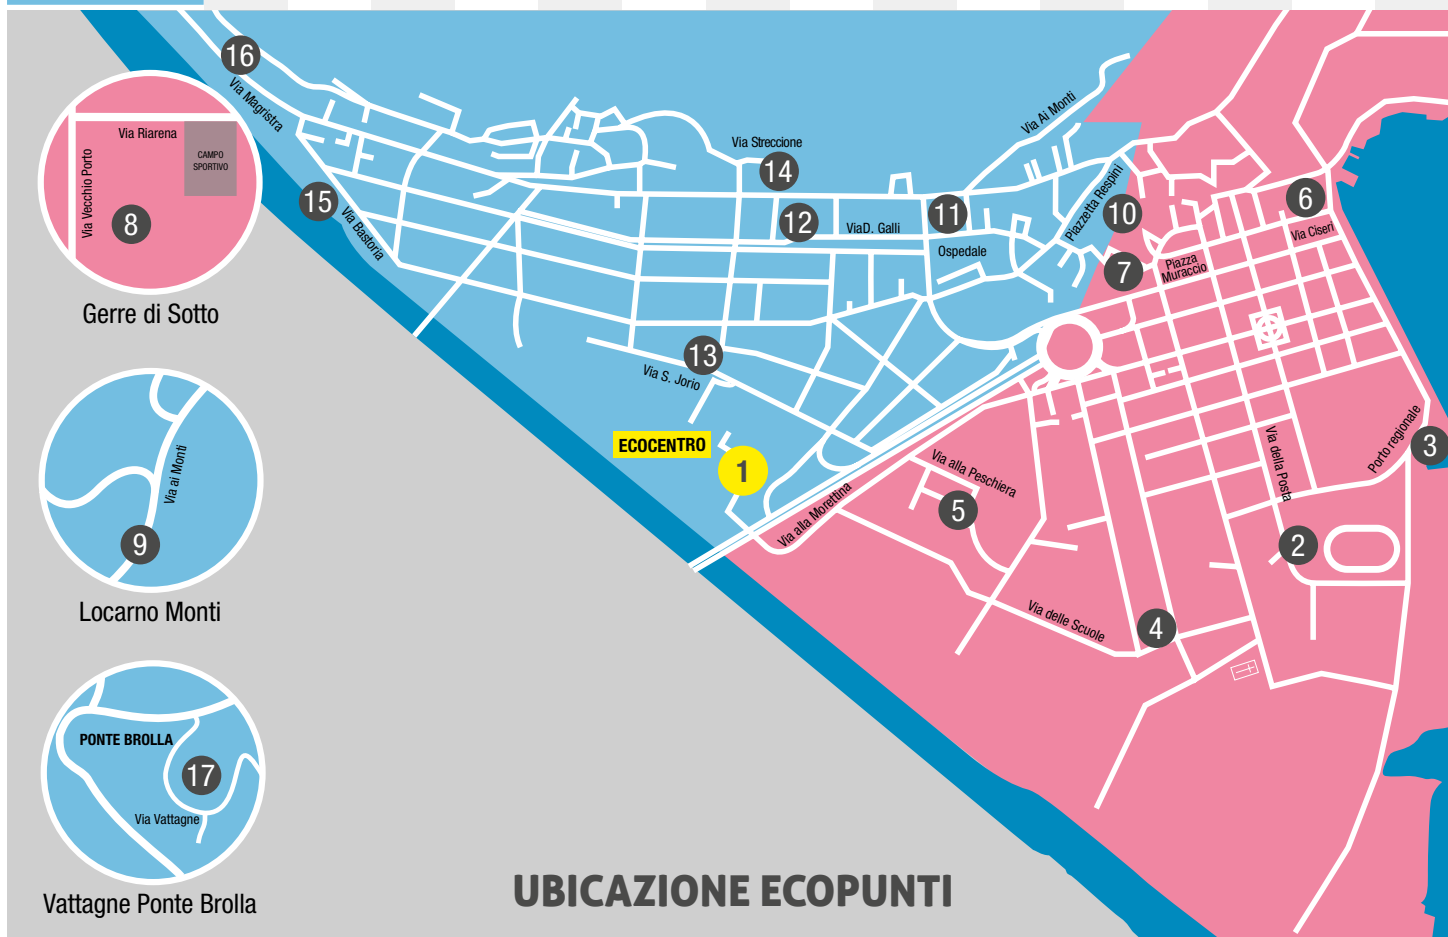 16
Via Magristra
Via Riarena
CAMPO
SPORTIVO
Via Vecchio Porto
8
Gerre di Sotto
15
Via Bastoria
Via Streccione
14
12
ViaD. Galli
11
Ospedale
Via Ai Monti
Piazzetta Respini
10
7
Piazza
Muraccio
6
Via Ciseri
13
Via S. Jorio
ECOCENTRO
1
Via alla Morettina
Via alla Peschiera
5
Via della Posta
Porto regionale
3
2
Via delle Scuole
4
Via ai Monti
9
Locarno Monti
PONTE BROLLA
17
Via Vattagne
Vattagne Ponte Brolla
UBICAZIONE ECOPUNTI